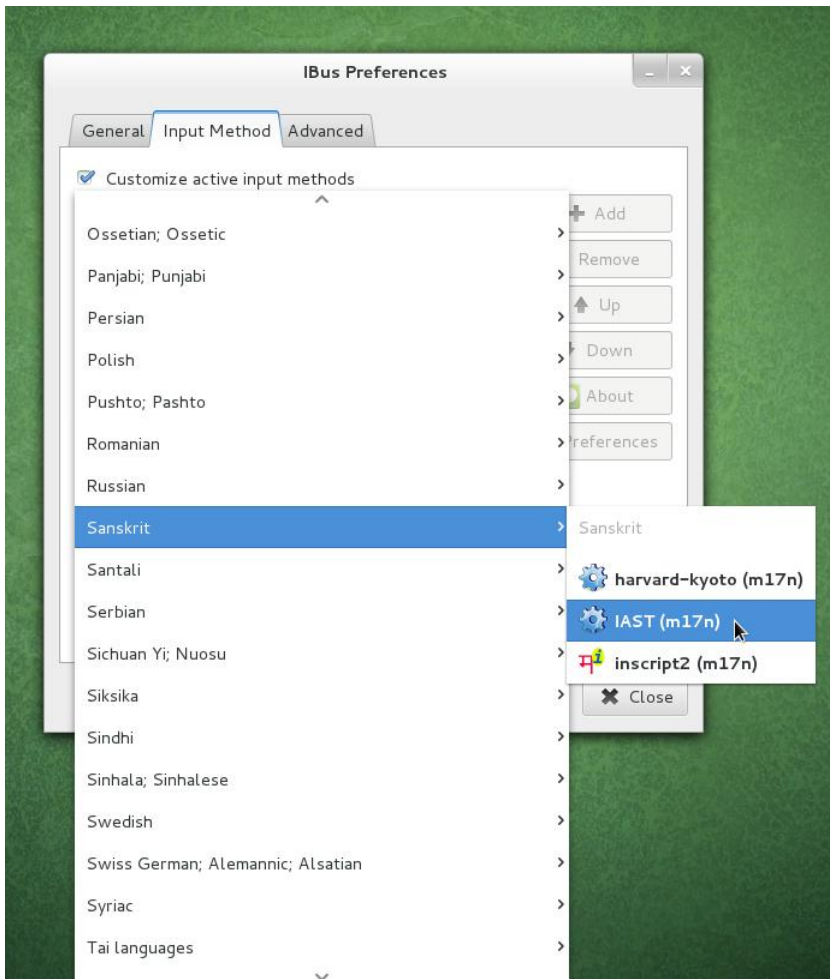 IBus Preferences
General Input Method Advanced
Customize active input methods
Add
Ossetian; Ossetic
Remove
Panjabi; Punjabi
Up
Persian
Down
Polish
About
Pushto; Pashto
Preferences
Romanian
Russian
Sanskrit
Sanskrit
harvard-kyoto (m17n)
IAST (m17n)
inscript2 (m17n)
Santali
Serbian
Sichuan Yi; Nuosu
Siksika
Close
Sindhi
Sinhala; Sinhalese
Swedish
Swiss German; Alemannic; Alsatian
Syriac
Tai languages